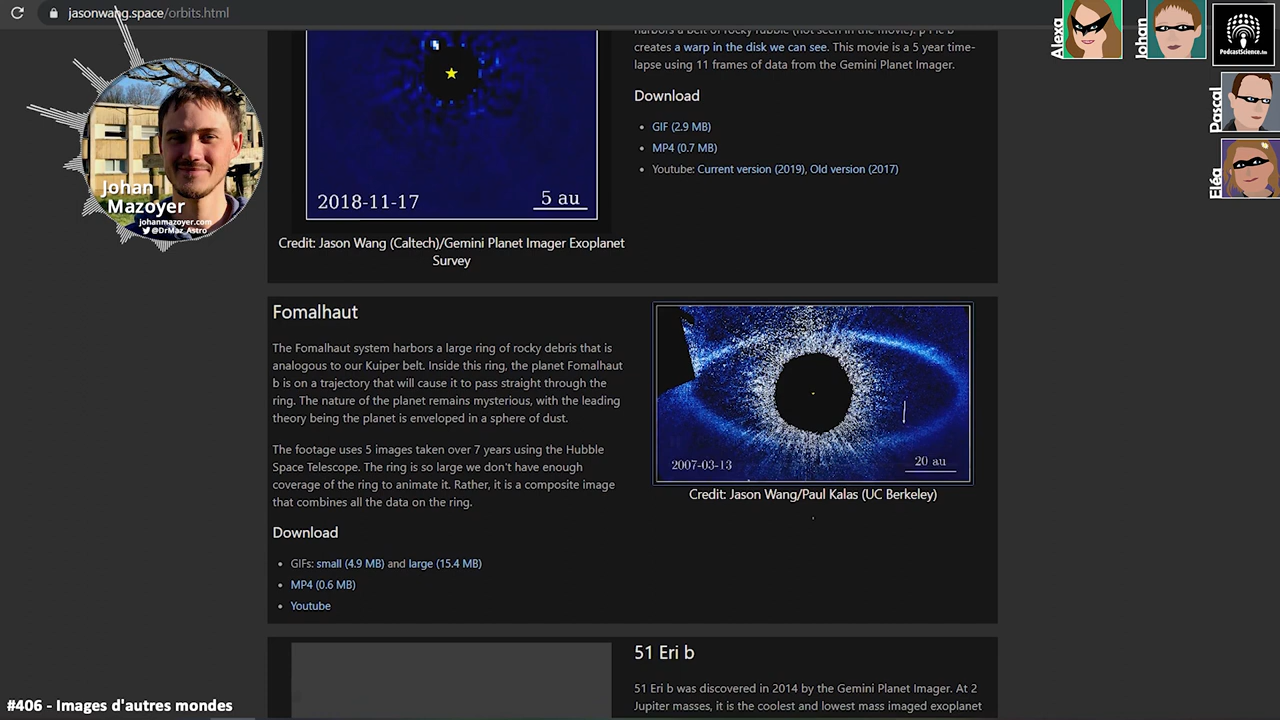 jasonwang.space/orbits.html
harbors a belt of rocky rubble (not seen in the movie). β Pic b
creates a warp in the disk we can see. This movie is a 5 year time-
lapse using 11 frames of data from the Gemini Planet Imager.
Download
GIF (2.9 MB)
MP4 (0.7 MB)
Youtube: Current version (2019), Old version (2017)
2018-11-17
5 au
Credit: Jason Wang (Caltech)/Gemini Planet Imager Exoplanet
Survey
Fomalhaut
The Fomalhaut system harbors a large ring of rocky debris that is
analogous to our Kuiper belt. Inside this ring, the planet Fomalhaut
b is on a trajectory that will cause it to pass straight through the
ring. The nature of the planet remains mysterious, with the leading
theory being the planet is enveloped in a sphere of dust.
The footage uses 5 images taken over 7 years using the Hubble
Space Telescope. The ring is so large we don't have enough
coverage of the ring to animate it. Rather, it is a composite image
that combines all the data on the ring.
Download
GIFs: small (4.9 MB) and large (15.4 MB)
MP4 (0.6 MB)
Youtube
2007-03-13
20 au
Credit: Jason Wang/Paul Kalas (UC Berkeley)
51 Eri b
51 Eri b was discovered in 2014 by the Gemini Planet Imager. At 2
Jupiter masses, it is the coolest and lowest mass imaged exoplanet
Johan
Mazoyer
johanmazoyer.com
@DrMaz_Astro
Alexa
Johan
PodcastScience.fm
Pascal
Eléa
#406 - Images d'autres mondes